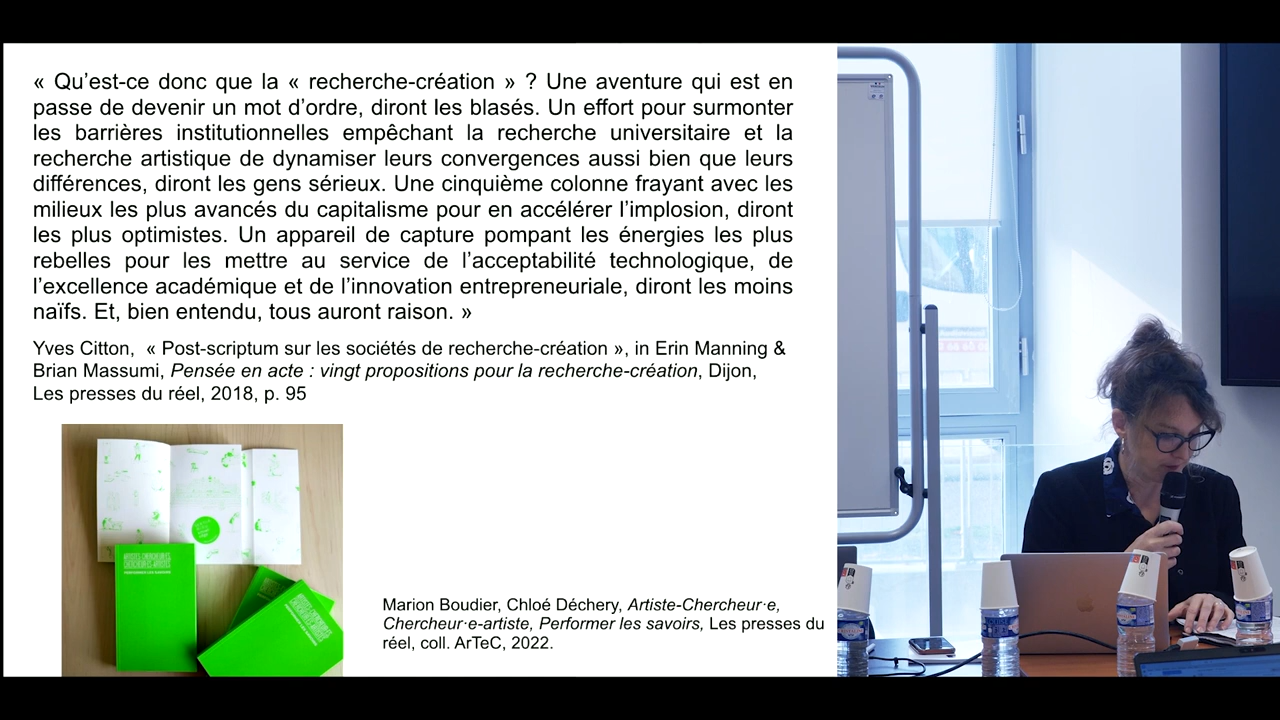 « Qu’est-ce donc que la « recherche-création » ? Une aventure qui est en
passe de devenir un mot d’ordre, diront les blasés. Un effort pour surmonter
les barrières institutionnelles empêchant la recherche universitaire et la
recherche artistique de dynamiser leurs convergences aussi bien que leurs
différences, diront les gens sérieux. Une cinquième colonne frayant avec les
milieux les plus avancés du capitalisme pour en accélérer l’implosion, diront
les plus optimistes. Un appareil de capture pompant les énergies les plus
rebelles pour les mettre au service de l’acceptabilité technologique, de
l’excellence académique et de l’innovation entrepreneuriale, diront les moins
naïfs. Et, bien entendu, tous auront raison. »
Yves Citton, « Post-scriptum sur les sociétés de recherche-création », in Erin Manning &
Brian Massumi, Pensée en acte : vingt propositions pour la recherche-création, Dijon,
Les presses du réel, 2018, p. 95
Marion Boudier, Chloé Déchery, Artiste-Chercheur·e,
Chercheur·e-artiste, Performer les savoirs, Les presses du
réel, coll. ArTeC, 2022.